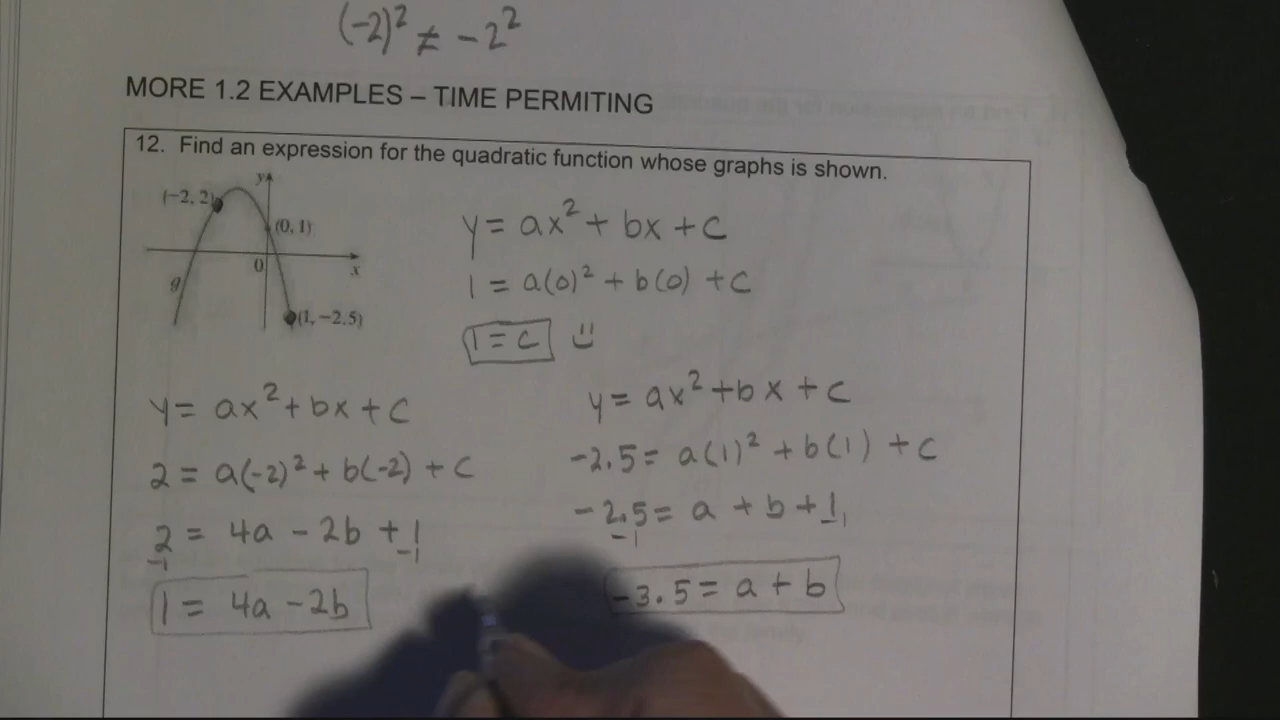 (-2)² ≠ -2²
MORE 1.2 EXAMPLES – TIME PERMITING
12. Find an expression for the quadratic function whose graphs is shown.
y
(-2, 2)
(0, 1)
0
x
g
(1, -2.5)
y = ax² + bx + c
1 = a(0)² + b(0) + c
1 = c
y = ax² + bx + c
2 = a(-2)² + b(-2) + c
2 = 4a - 2b + 1
-1 -1
1 = 4a - 2b
y = ax² + bx + c
-2.5 = a(1)² + b(1) + c
-2.5 = a + b + 1
-1 -1
-3.5 = a + b